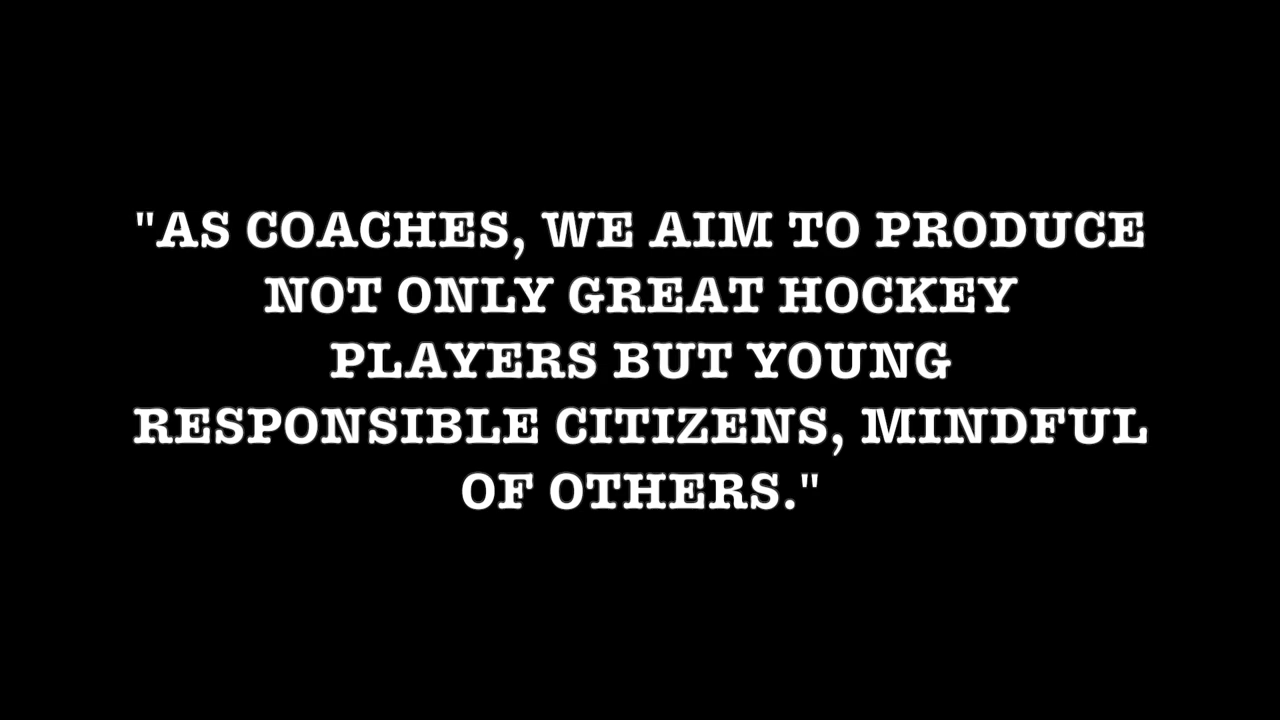 "AS COACHES, WE AIM TO PRODUCE
NOT ONLY GREAT HOCKEY
PLAYERS BUT YOUNG
RESPONSIBLE CITIZENS, MINDFUL
OF OTHERS."